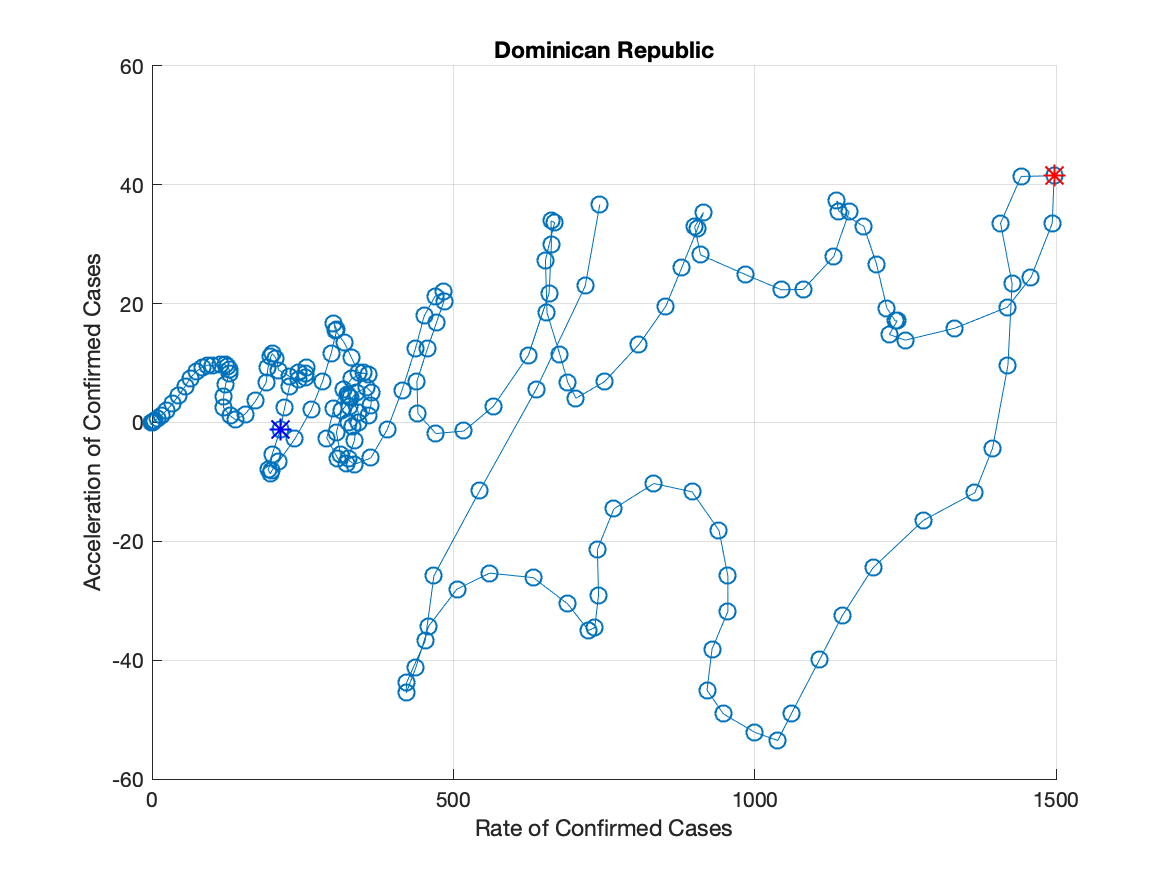 Dominican Republic
60
40
20
0
-20
-40
-60
Acceleration of Confirmed Cases
0 500 1000 1500
Rate of Confirmed Cases